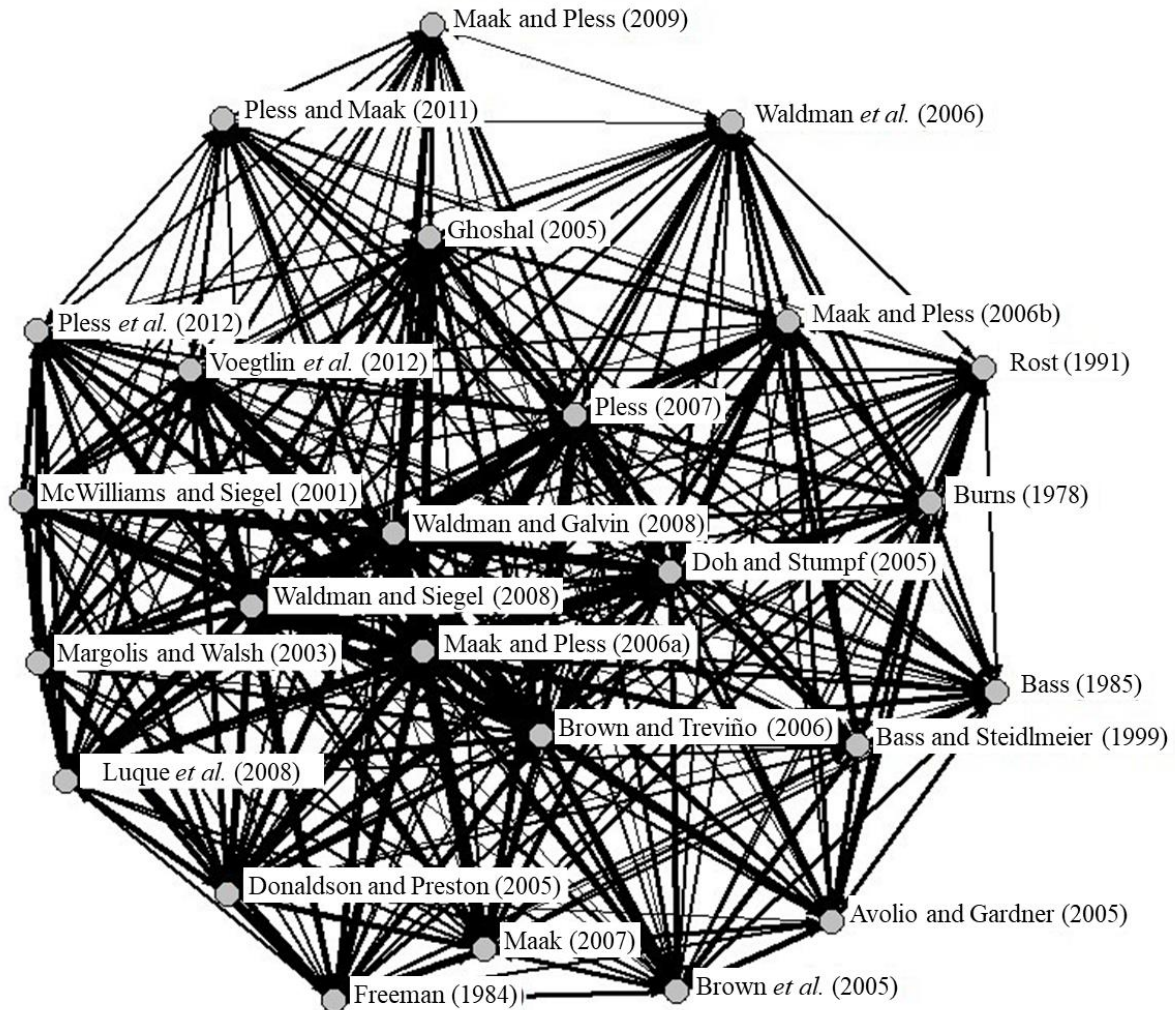 Maak and Pless (2009)
Pless and Maak (2011)
Waldman et al. (2006)
Ghoshal (2005)
Pless et al. (2012)
Maak and Pless (2006b)
Voegtlin et al. (2012)
Rost (1991)
Pless (2007)
McWilliams and Siegel (2001)
Burns (1978)
Waldman and Galvin (2008)
Doh and Stumpf (2005)
Waldman and Siegel (2008)
Margolis and Walsh (2003)
Maak and Pless (2006a)
Bass (1985)
Brown and Treviño (2006)
Bass and Steidlmeier (1999)
Luque et al. (2008)
Donaldson and Preston (2005)
Avolio and Gardner (2005)
Maak (2007)
Brown et al. (2005)
Freeman (1984)